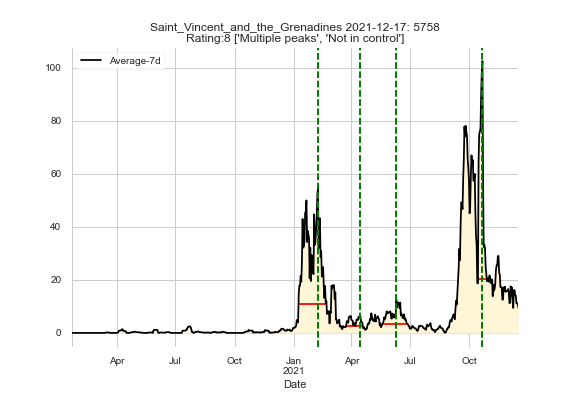 Saint_Vincent_and_the_Grenadines 2021-12-17: 5758
Rating:8 ['Multiple peaks', 'Not in control']
Average-7d
100
80
60
40
20
0
Apr Jul Oct Jan Apr Jul Oct
2021
Date